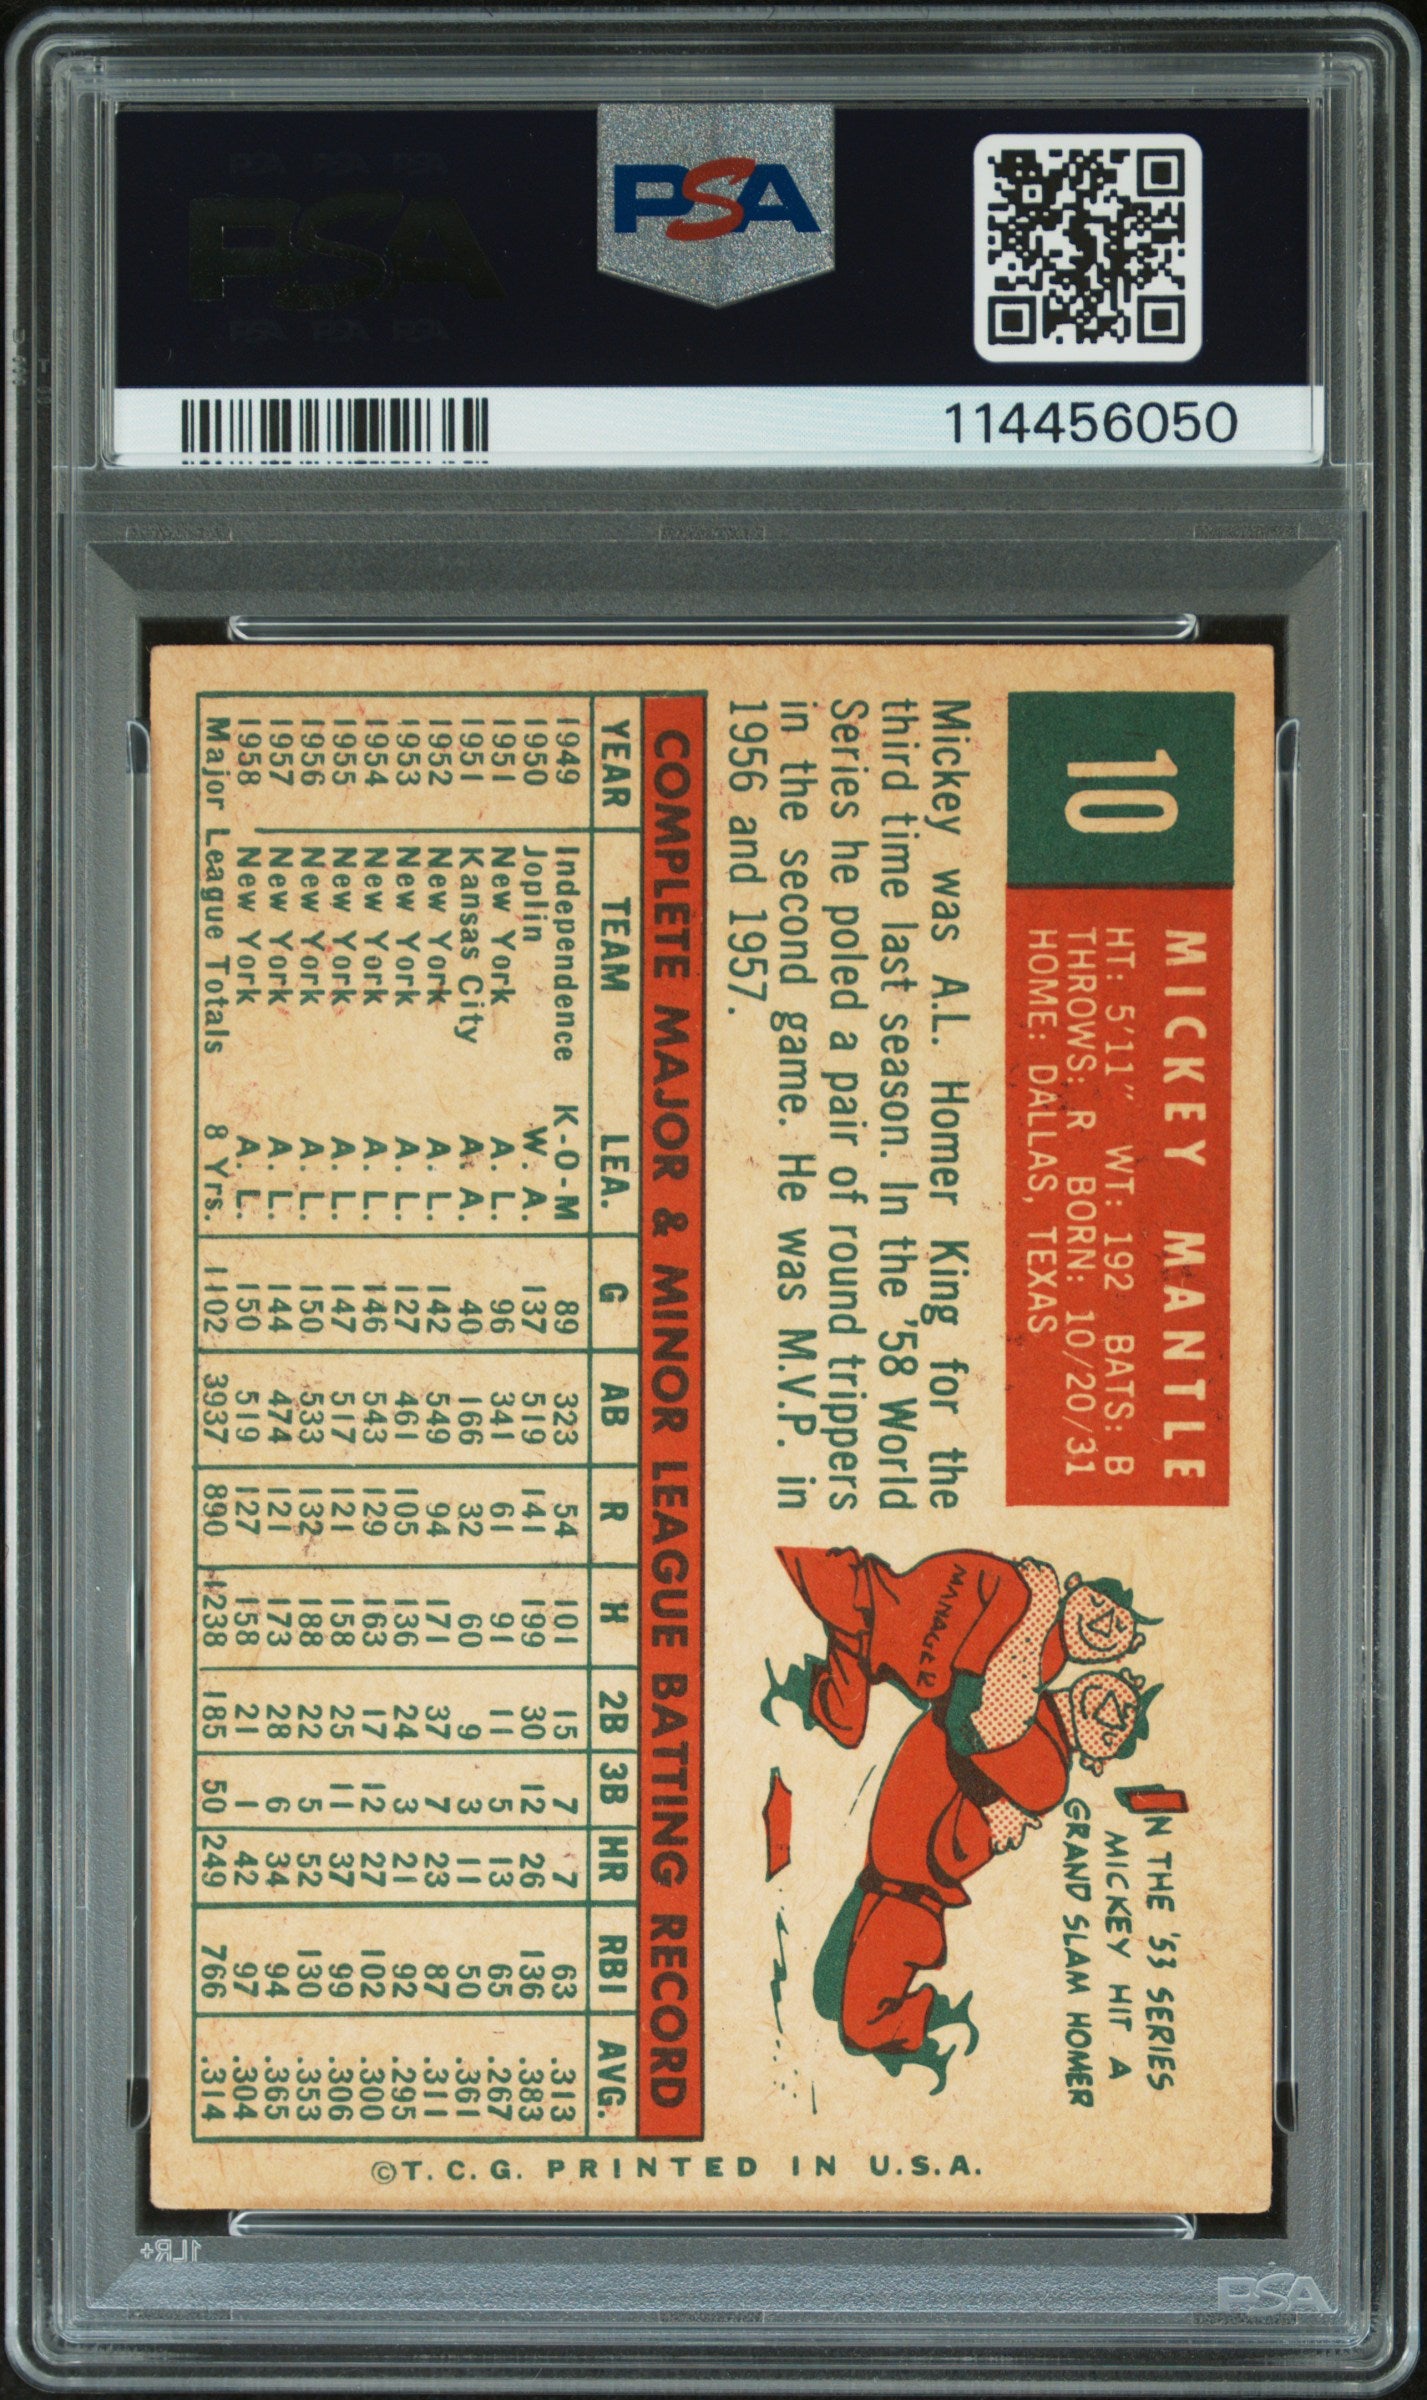 PSA
PSA PSA PSA
PSA
PSA PSA PSA
114456050
10
MICKEY MANTLE
HT: 5'11" WT: 192 BATS: B
THROWS: R BORN: 10/20/31
HOME: DALLAS, TEXAS
Mickey was A.L. Homer King for the
third time last season. In the '58 World
Series he poled a pair of round trippers
in the second game. He was M.V.P. in
1956 and 1957.
MANAGER
IN THE '53 SERIES
MICKEY HIT A
GRAND SLAM HOMER
COMPLETE MAJOR & MINOR LEAGUE BATTING RECORD
YEAR TEAM LEA. G AB R H 2B 3B HR RBI AVG.
1949 Independence K-O-M 89 323 54 101 15 7 7 63 .313
1950 Joplin W. A. 137 519 141 199 30 12 26 136 .383
1951 New York A. L. 96 341 61 91 11 5 13 65 .267
1951 Kansas City A. A. 40 166 32 60 9 3 11 50 .361
1952 New York A. L. 142 549 94 171 37 7 23 87 .311
1953 New York A. L. 127 461 105 136 24 3 21 92 .295
1954 New York A. L. 146 543 129 163 17 12 27 102 .300
1955 New York A. L. 147 517 121 158 25 11 37 99 .306
1956 New York A. L. 150 533 132 188 22 5 52 130 .353
1957 New York A. L. 144 474 121 173 28 6 34 94 .365
1958 New York A. L. 150 519 127 158 21 1 42 97 .304
Major League Totals 8 Yrs. 1102 3937 890 1238 185 50 249 766 .314
©T.C.G. PRINTED IN U.S.A.
1LR+
PSA